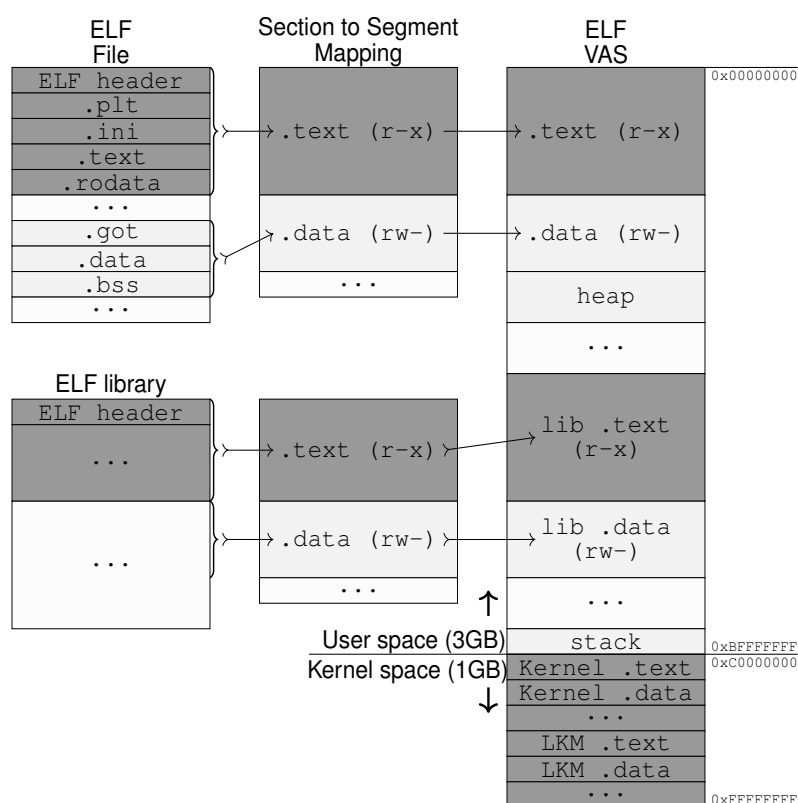 ELF
File
ELF header
.plt
.ini
.text
.rodata
...
.got
.data
.bss
...
Section to Segment
Mapping
.text (r-x)
.data (rw-)
...
ELF
VAS
0x00000000
.text (r-x)
.data (rw-)
heap
...
ELF library
ELF header
...
...
.text (r-x)
.data (rw-)
...
lib .text
(r-x)
lib .data
(rw-)
...
User space (3GB)
stack
0xBFFFFFFF
Kernel space (1GB)
0xC0000000
Kernel .text
Kernel .data
...
LKM .text
LKM .data
...
0xFFFFFFFF